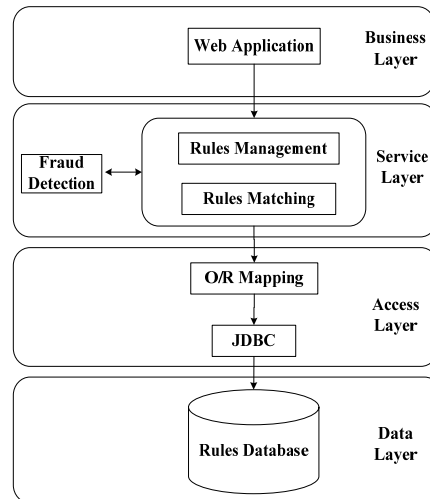 Web Application
Business
Layer
Rules Management
Fraud
Detection
Rules Matching
Service
Layer
O/R Mapping
JDBC
Access
Layer
Rules Database
Data
Layer